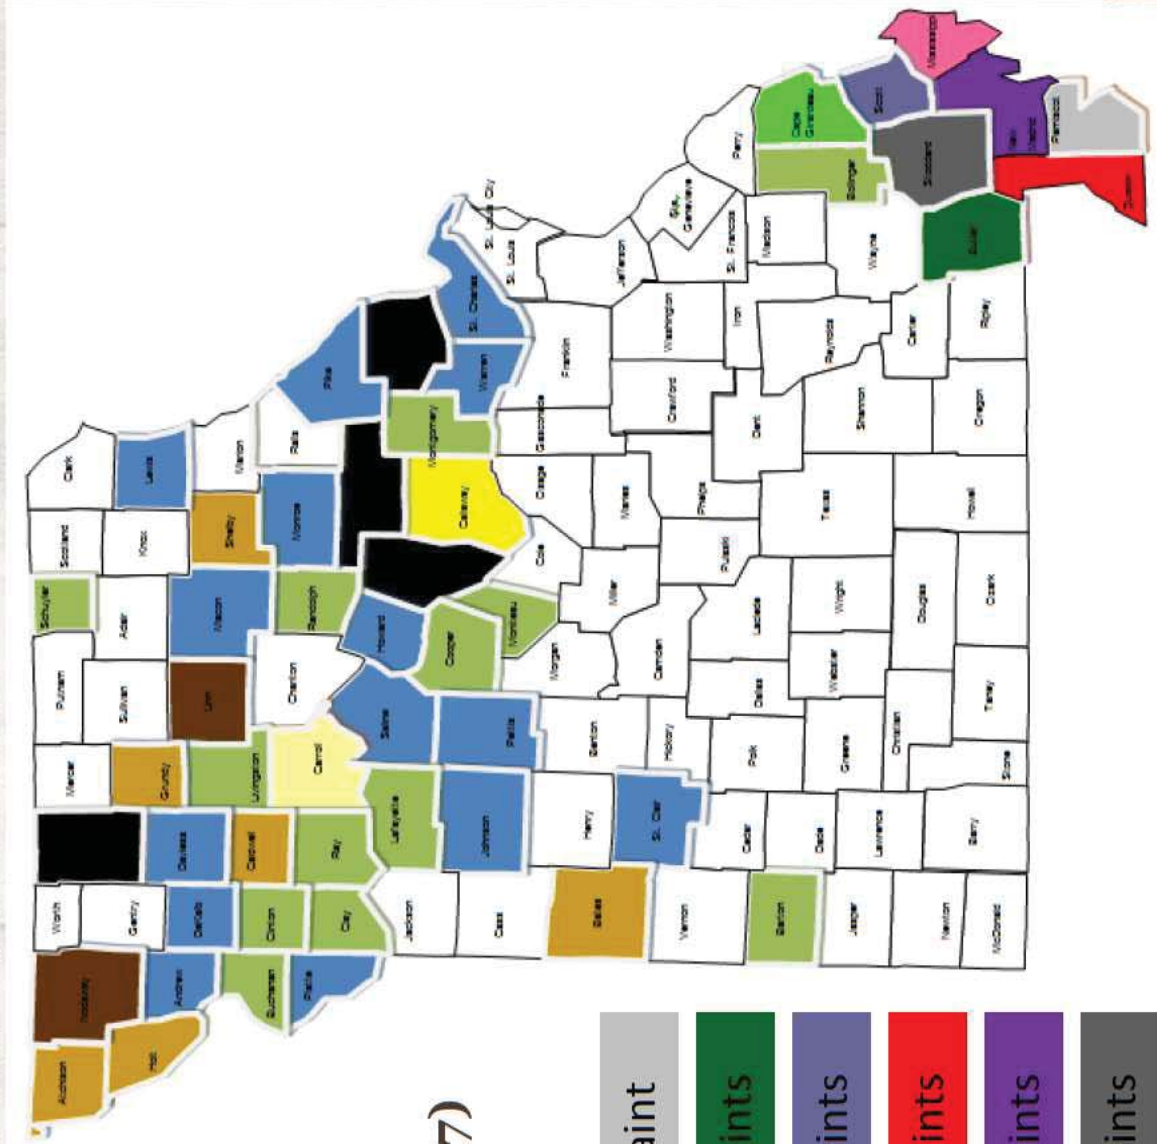 Atchison
Nodaway
Worth
Mercer
Putnam
Schuyler
Scotland
Clark
Holt
Andrew
Gentry
DeKalb
Daviess
Grundy
Sullivan
Adair
Knox
Lewis
Buchanan
Clinton
Caldwell
Livingston
Linn
Macon
Shelby
Marion
Platte
Clay
Ray
Carroll
Chariton
Randolph
Monroe
Ralls
Pike
Jackson
Lafayette
Saline
Howard
Cooper
Moniteau
Callaway
Montgomery
Warren
St. Charles
St. Louis
St. Louis City
Cass
Johnson
Pettis
Morgan
Cole
Osage
Gasconade
Franklin
Jefferson
Bates
Henry
Benton
Camden
Miller
Maries
Phelps
Crawford
Washington
Ste. Genevieve
St. Francois
Perry
Vernon
St. Clair
Hickory
Dallas
Laclede
Pulaski
Dent
Iron
Madison
Cape Girardeau
Bollinger
Barton
Cedar
Polk
Dade
Greene
Webster
Wright
Texas
Shannon
Reynolds
Wayne
Carter
Scott
Mississippi
Stoddard
New Madrid
Pemiscot
Dunklin
Butler
Ripley
Oregon
Howell
Douglas
Ozark
Christian
Taney
Stone
Lawrence
Barry
Jasper
Newton
McDonald
7)
aint
ints
ints
ints
ints
ints